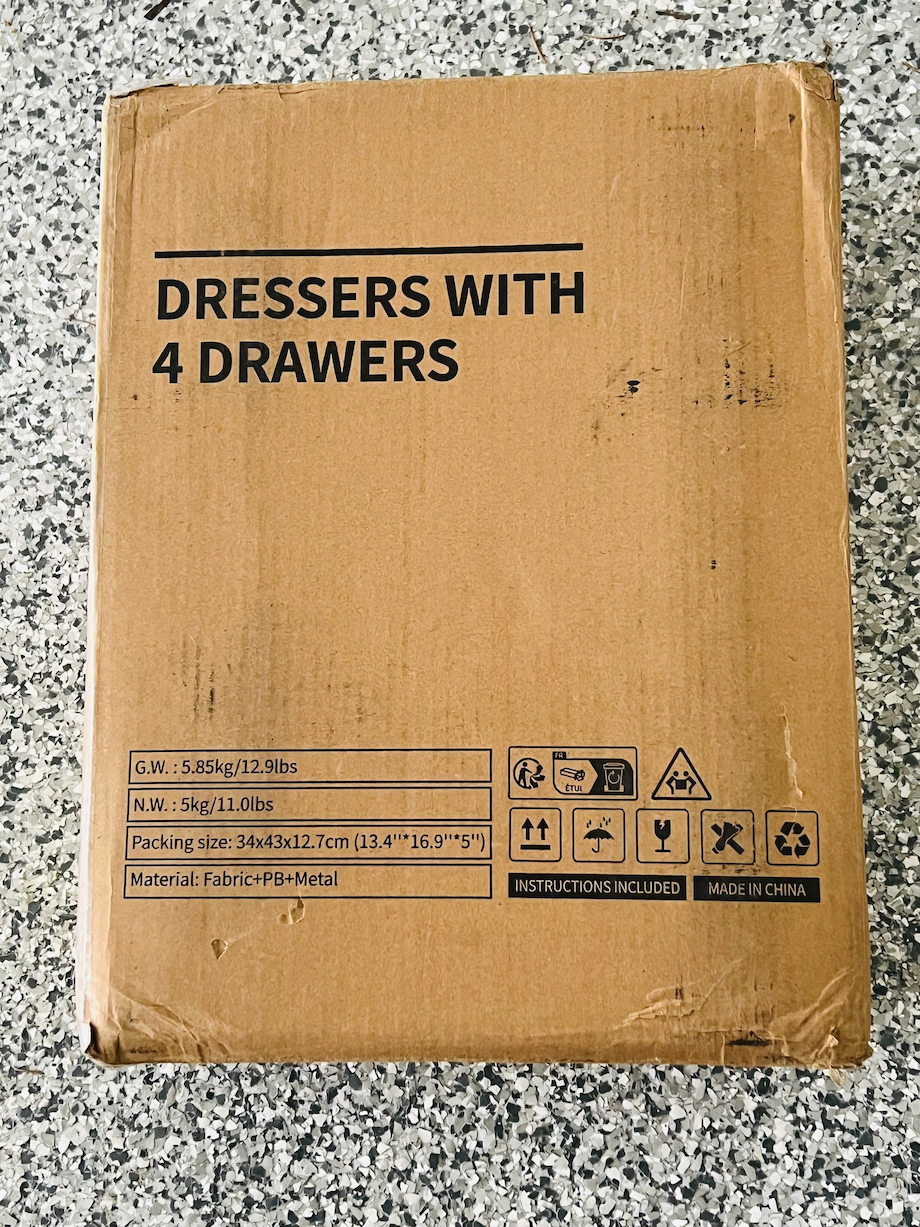 DRESSERS WITH
4 DRAWERS
G.W. : 5.85kg/12.9lbs
N.W. : 5kg/11.0lbs
Packing size: 34x43x12.7cm (13.4''*16.9''*5'')
Material: Fabric+PB+Metal
FR
ÉTUI
INSTRUCTIONS INCLUDED
MADE IN CHINA